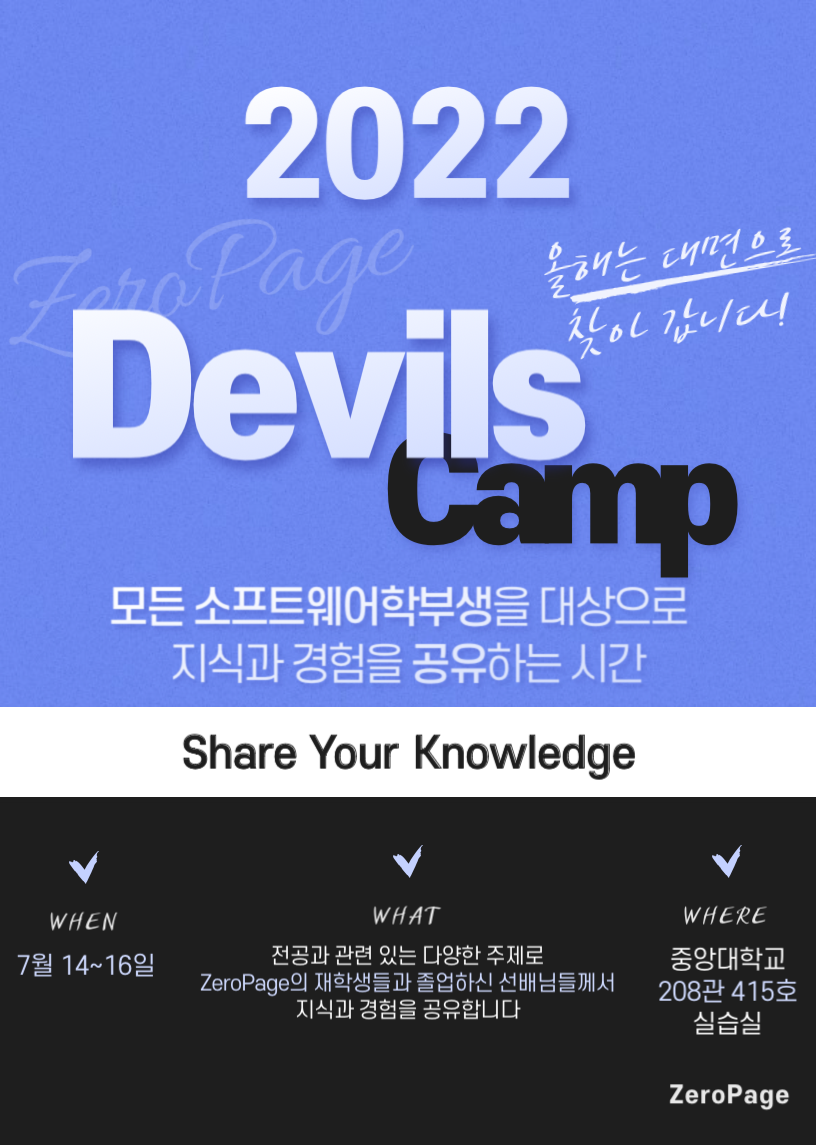 2022
ZeroPage
올해는 대면으로
찾아 갑니다!
Devils
Camp
모든 소프트웨어학부생을 대상으로
지식과 경험을 공유하는 시간
Share Your Knowledge
WHEN
7월 14~16일
WHAT
전공과 관련 있는 다양한 주제로
ZeroPage의 재학생들과 졸업하신 선배님들께서
지식과 경험을 공유합니다
WHERE
중앙대학교
208관 415호
실습실
ZeroPage